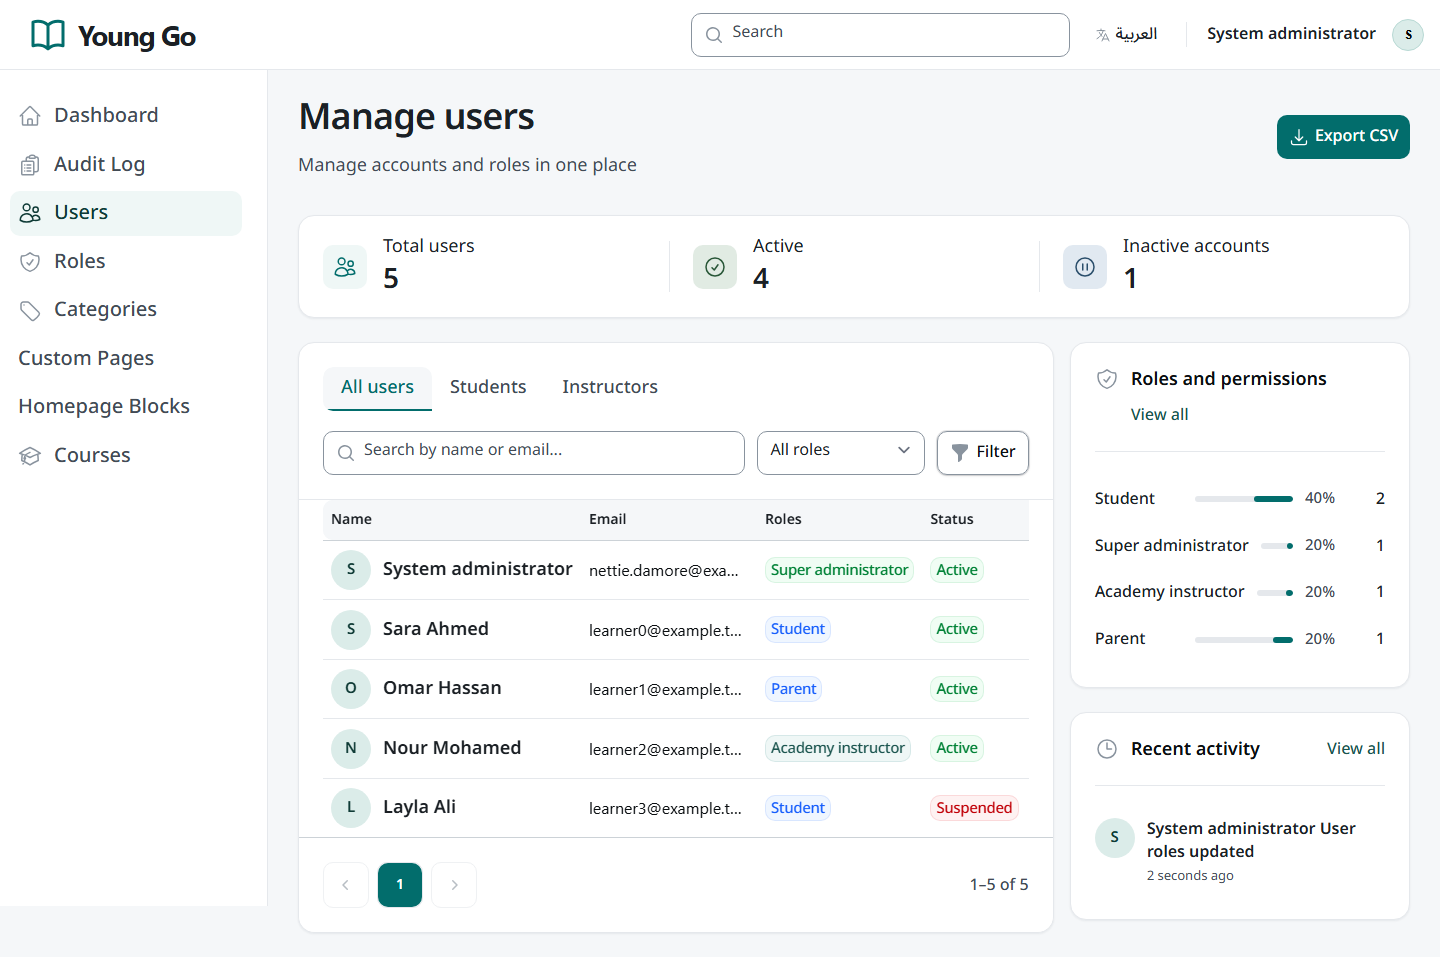 Young Go
Search
العربية
System administrator
S
Dashboard
Audit Log
Users
Roles
Categories
Custom Pages
Homepage Blocks
Courses
Manage users
Manage accounts and roles in one place
Export CSV
Total users
5
Active
4
Inactive accounts
1
All users
Students
Instructors
Search by name or email...
All roles
Filter
Name Email Roles Status
S System administrator nettie.damore@exa... Super administrator Active
S Sara Ahmed learner0@example.t... Student Active
O Omar Hassan learner1@example.t... Parent Active
N Nour Mohamed learner2@example.t... Academy instructor Active
L Layla Ali learner3@example.t... Student Suspended
1
1–5 of 5
Roles and permissions
View all
Student 40% 2
Super administrator 20% 1
Academy instructor 20% 1
Parent 20% 1
Recent activity
View all
S
System administrator User
roles updated
2 seconds ago